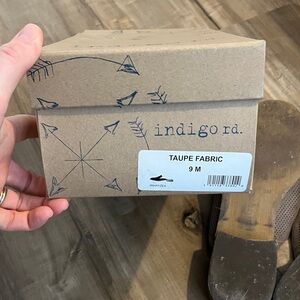 indigo rd.
TAUPE FABRIC
9 M